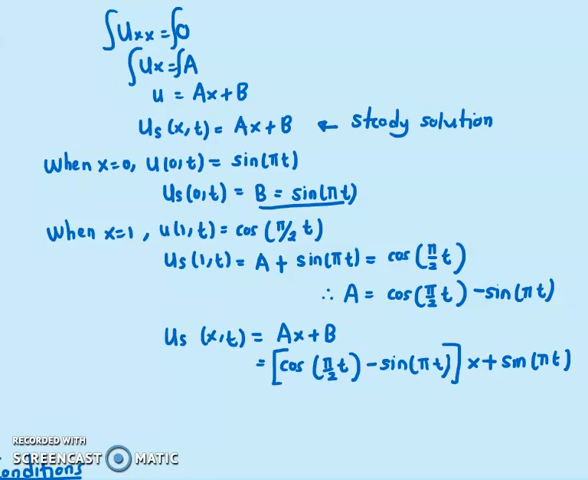 ∫Uxx = ∫0
∫Ux = ∫A
u = Ax + B
Us(x,t) = Ax + B ← steady solution
When x=0, u(0,t) = sin(πt)
Us(0,t) = B = sin(πt)
When x=1, u(1,t) = cos(π/2 t)
Us(1,t) = A + sin(πt) = cos(π/2 t)
∴ A = cos(π/2 t) - sin(πt)
Us (x,t) = Ax + B
= [cos(π/2 t) - sin(πt)] x + sin(πt)
RECORDED WITH
SCREENCAST MATIC
onditions